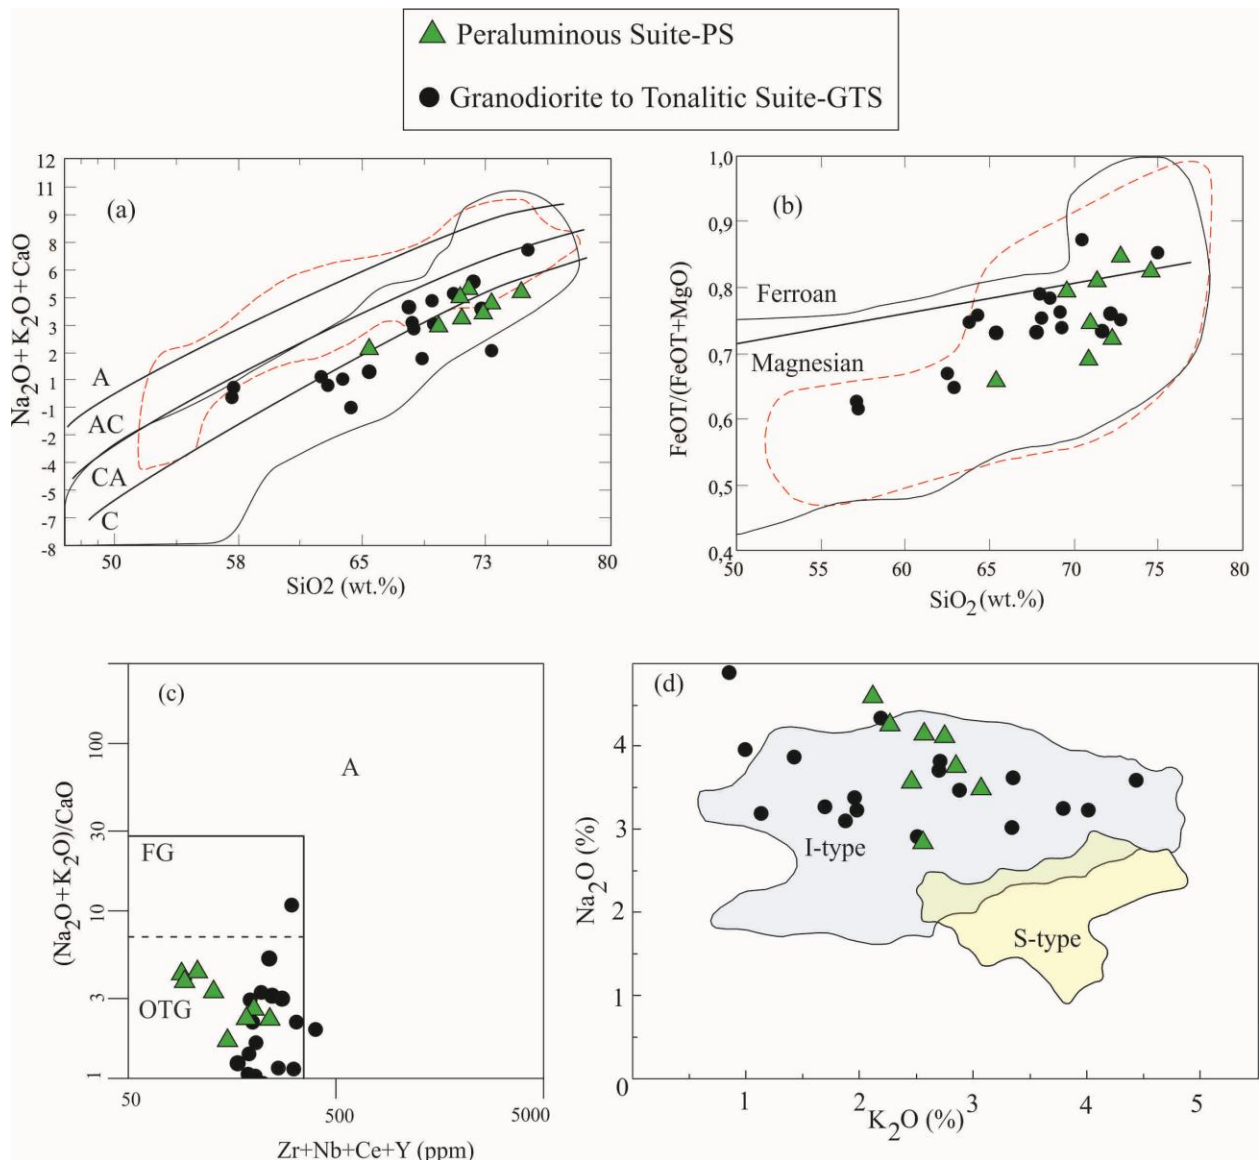 Peraluminous Suite-PS
Granodiorite to Tonalitic Suite-GTS
(a)
Na2O+K2O+CaO
12
11
9
8
6
5
3
2
1
-1
-2
-4
-5
-7
-8
A
AC
CA
C
50
58
65
73
80
SiO2 (wt.%)
(b)
FeOT/(FeOT+MgO)
1,0
0,9
0,8
0,7
0,6
0,5
0,4
Ferroan
Magnesian
50
55
60
65
70
75
80
SiO2(wt.%)
(c)
(Na2O+K2O)/CaO
100
30
10
3
1
A
FG
OTG
50
500
5000
Zr+Nb+Ce+Y (ppm)
(d)
Na2O (%)
4
3
2
1
0
I-type
S-type
1
2
3
4
5
K2O (%)